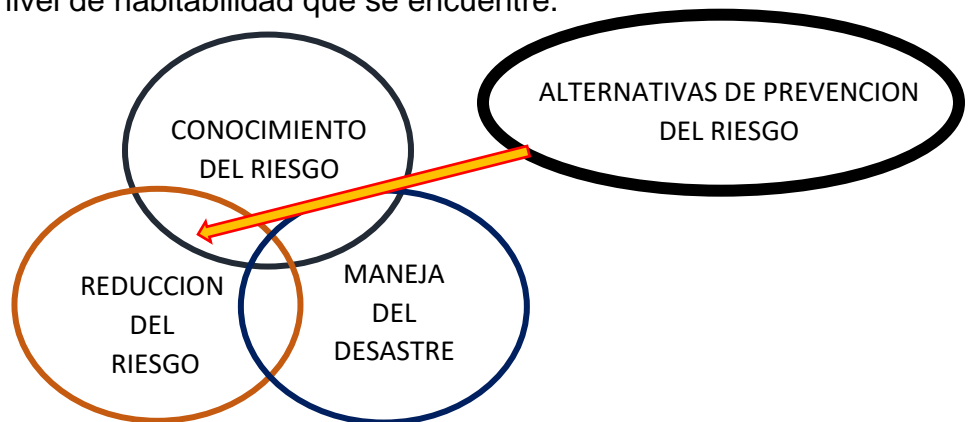 nivel de habitabilidad que se encuentre.
ALTERNATIVAS DE PREVENCION
DEL RIESGO
CONOCIMIENTO
DEL RIESGO
REDUCCION
DEL
RIESGO
MANEJA
DEL
DESASTRE